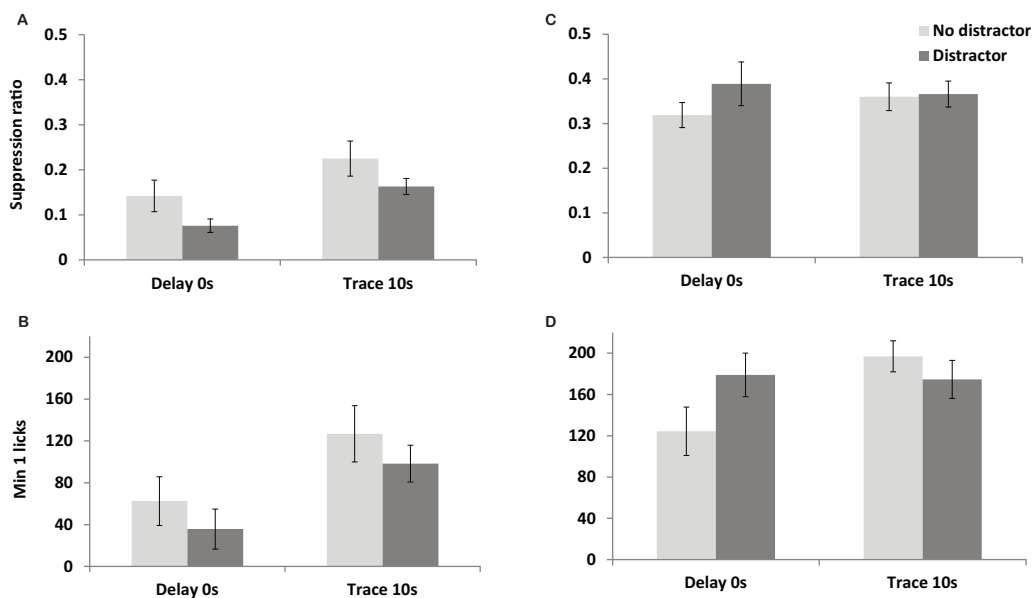 A
Suppression ratio
0.5
0.4
0.3
0.2
0.1
0
Delay 0s Trace 10s
C
No distractor
Distractor
0.5
0.4
0.3
0.2
0.1
0
Delay 0s Trace 10s
B
Min 1 licks
200
160
120
80
40
0
Delay 0s Trace 10s
D
200
160
120
80
40
0
Delay 0s Trace 10s